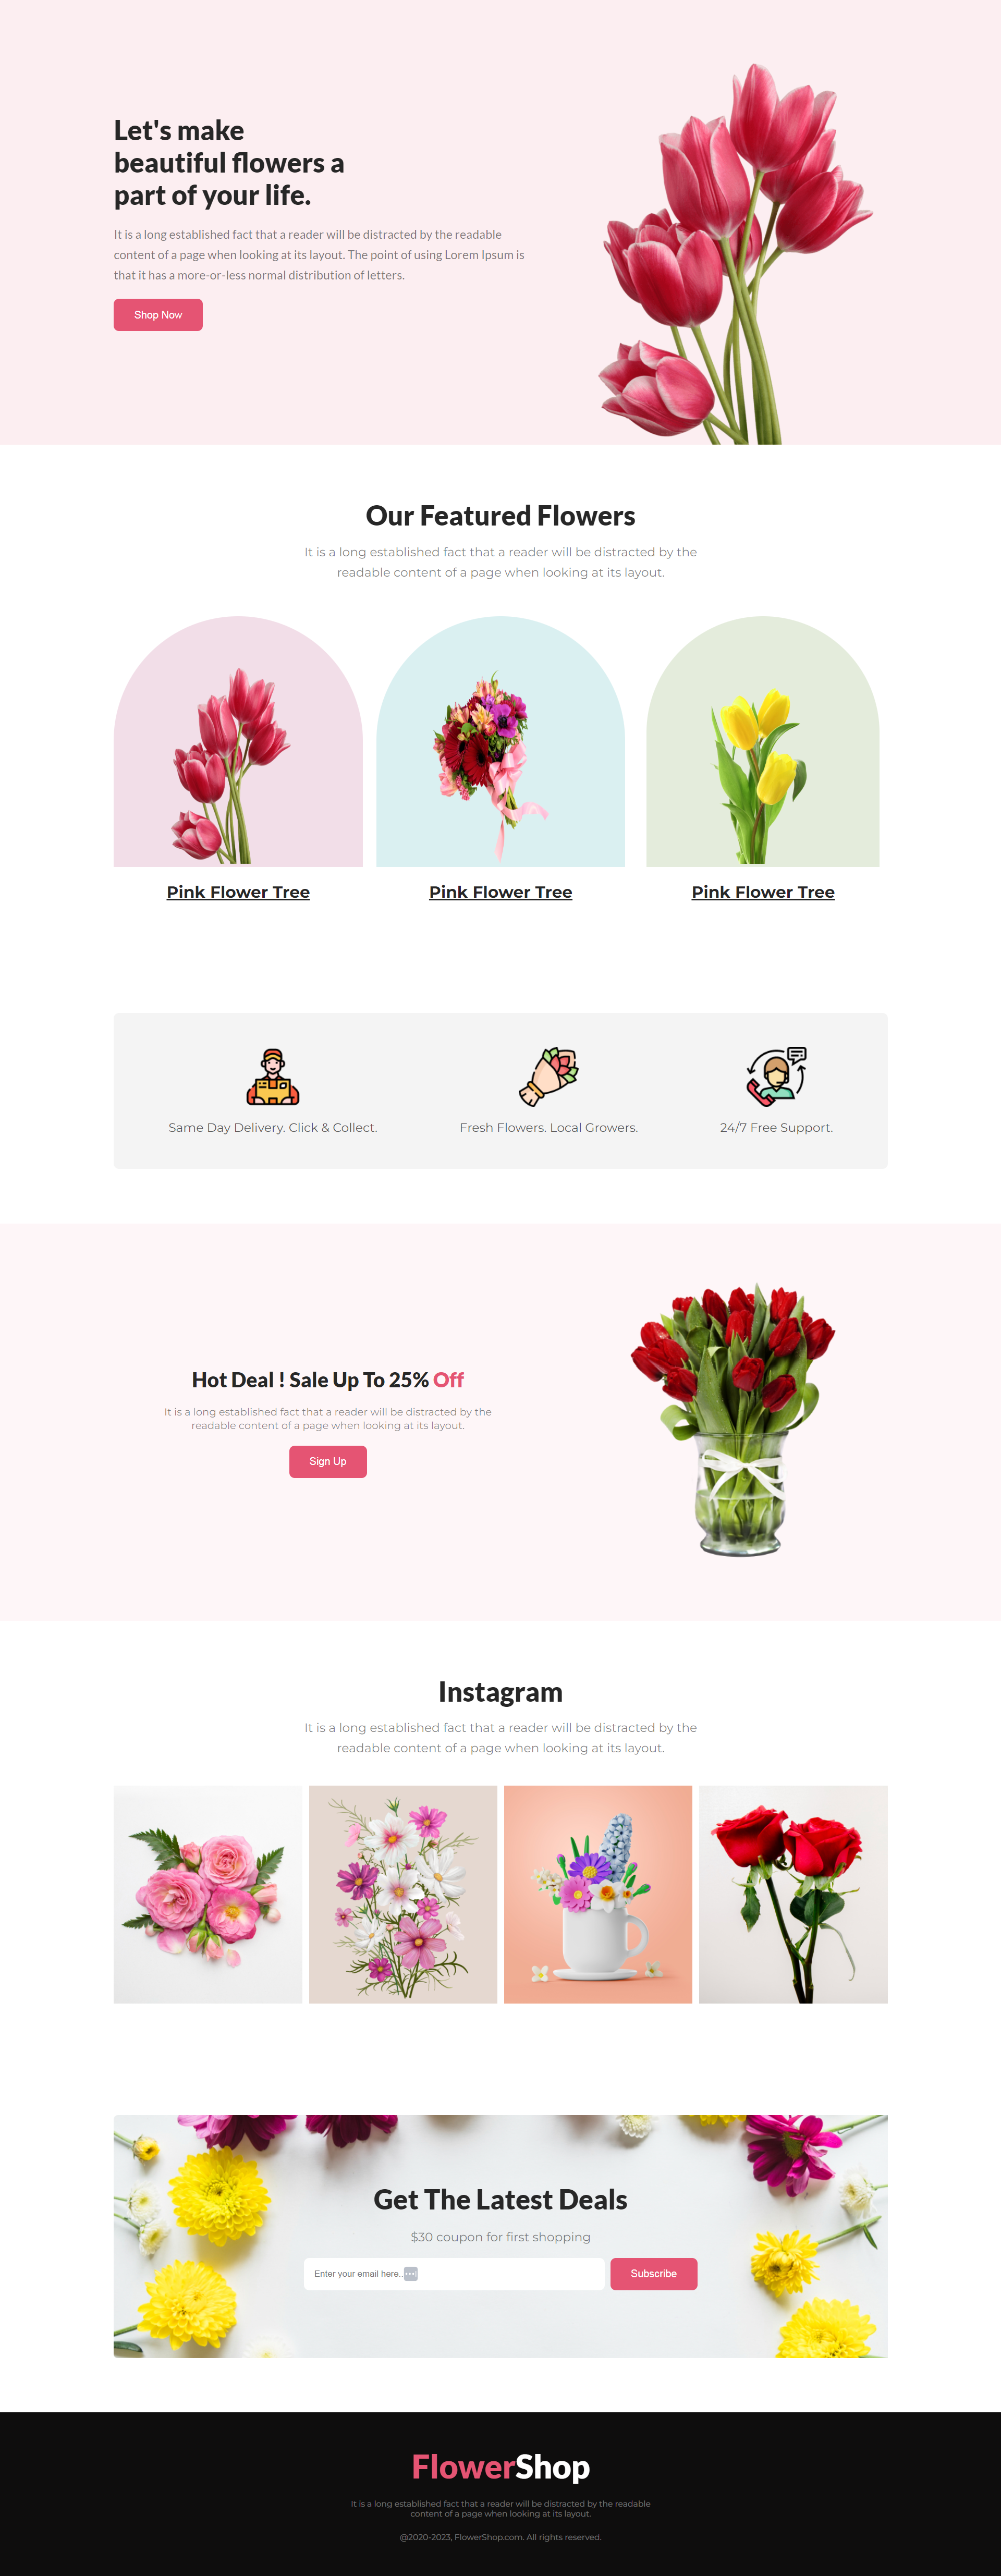 Let's make
beautiful flowers a
part of your life.
It is a long established fact that a reader will be distracted by the readable
content of a page when looking at its layout. The point of using Lorem Ipsum is
that it has a more-or-less normal distribution of letters.
Shop Now
Our Featured Flowers
It is a long established fact that a reader will be distracted by the
readable content of a page when looking at its layout.
Pink Flower Tree
Pink Flower Tree
Pink Flower Tree
Same Day Delivery. Click & Collect.
Fresh Flowers. Local Growers.
24/7 Free Support.
Hot Deal ! Sale Up To 25% Off
It is a long established fact that a reader will be distracted by the
readable content of a page when looking at its layout.
Sign Up
Instagram
It is a long established fact that a reader will be distracted by the
readable content of a page when looking at its layout.
Get The Latest Deals
$30 coupon for first shopping
Enter your email here..
Subscribe
FlowerShop
It is a long established fact that a reader will be distracted by the readable
content of a page when looking at its layout.
@2020-2023, FlowerShop.com. All rights reserved.